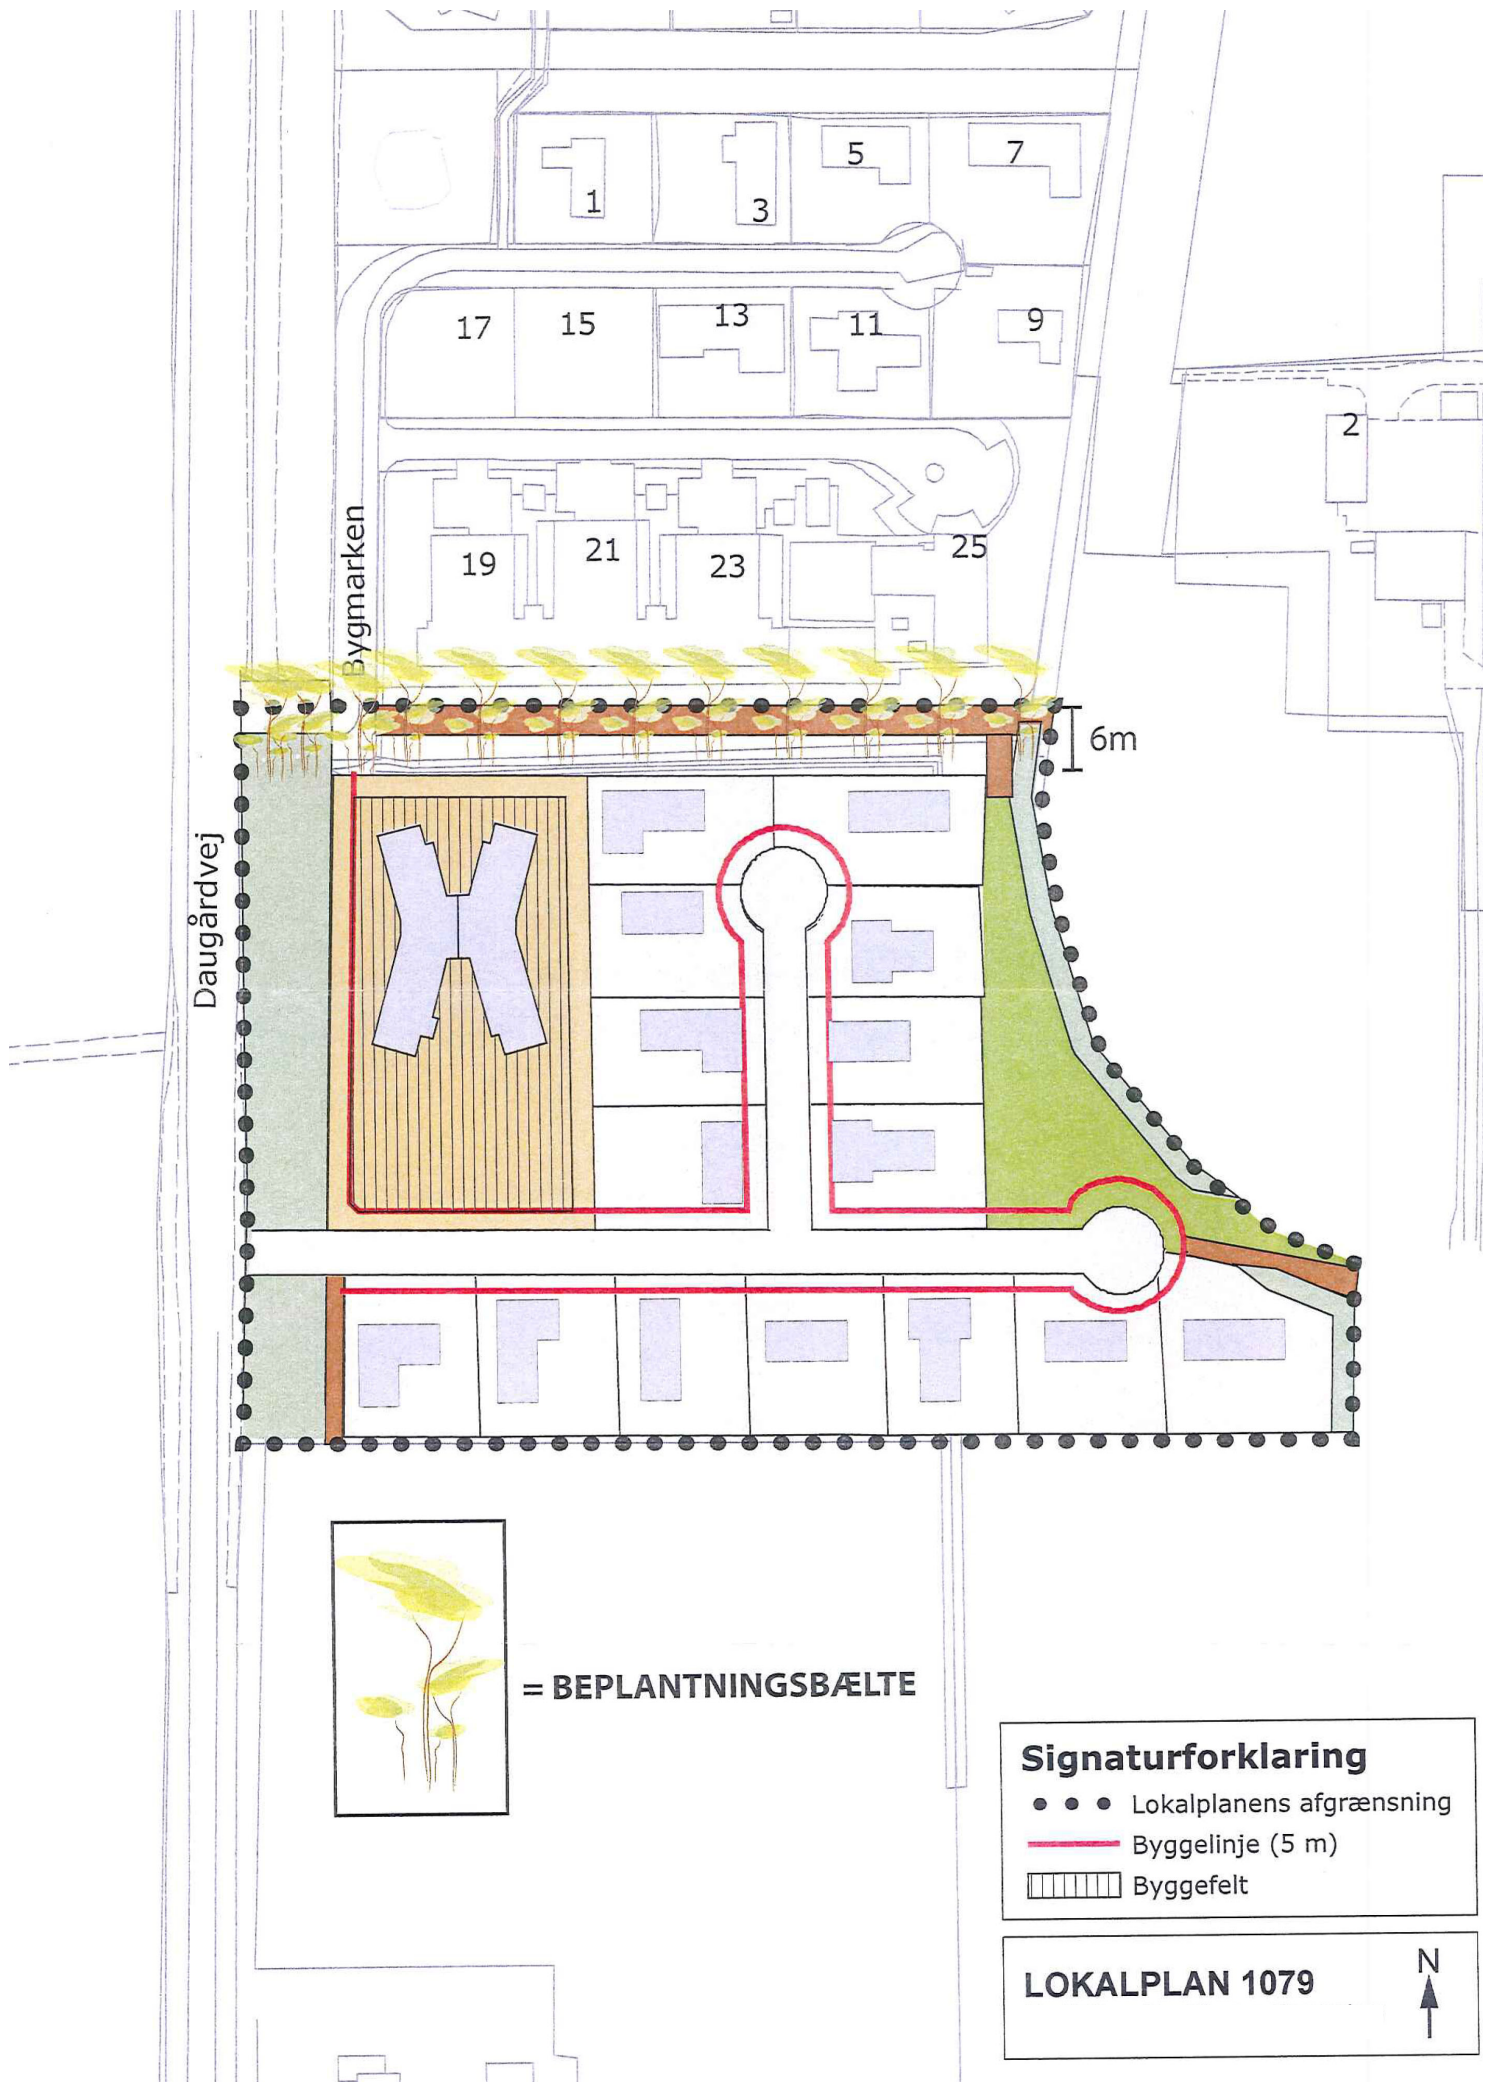 1
3
5
7
17
15
13
11
9
2
Bygmarken
19
21
23
25
6m
Daugårdvej
= BEPLANTNINGSBÆLTE
Signaturforklaring
Lokalplanens afgrænsning
Byggelinje (5 m)
Byggefelt
LOKALPLAN 1079
N